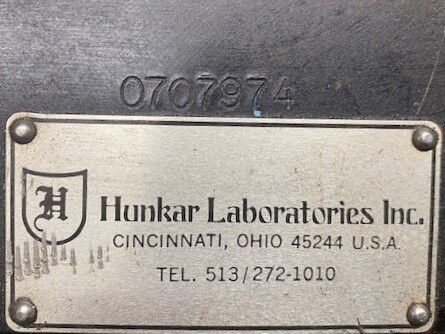 0707974
H
Hunkar Laboratories Inc.
CINCINNATI, OHIO 45244 U.S.A.
TEL. 513/272-1010